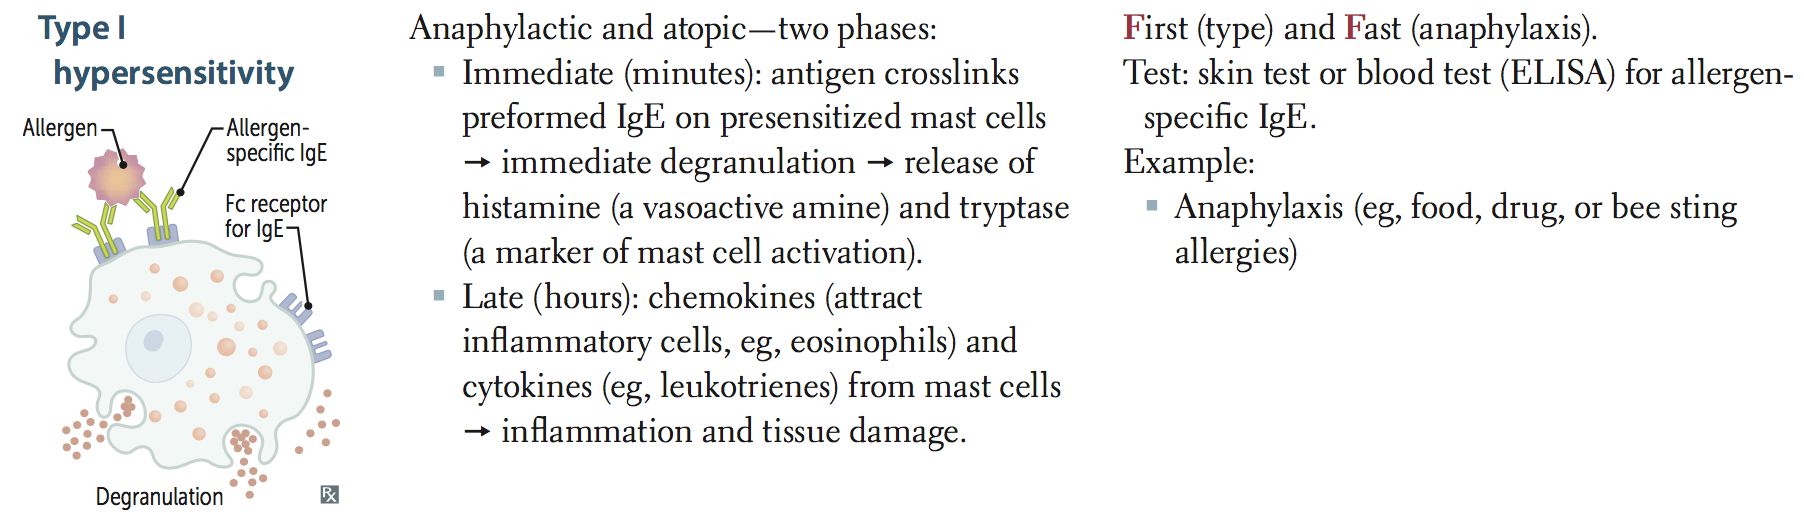 Type I
hypersensitivity
Allergen
Allergen-
specific IgE
Fc receptor
for IgE
Degranulation
Rx
Anaphylactic and atopic—two phases:
▪ Immediate (minutes): antigen crosslinks
preformed IgE on presensitized mast cells
→ immediate degranulation → release of
histamine (a vasoactive amine) and tryptase
(a marker of mast cell activation).
▪ Late (hours): chemokines (attract
inflammatory cells, eg, eosinophils) and
cytokines (eg, leukotrienes) from mast cells
→ inflammation and tissue damage.
First (type) and Fast (anaphylaxis).
Test: skin test or blood test (ELISA) for allergen-
specific IgE.
Example:
▪ Anaphylaxis (eg, food, drug, or bee sting
allergies)